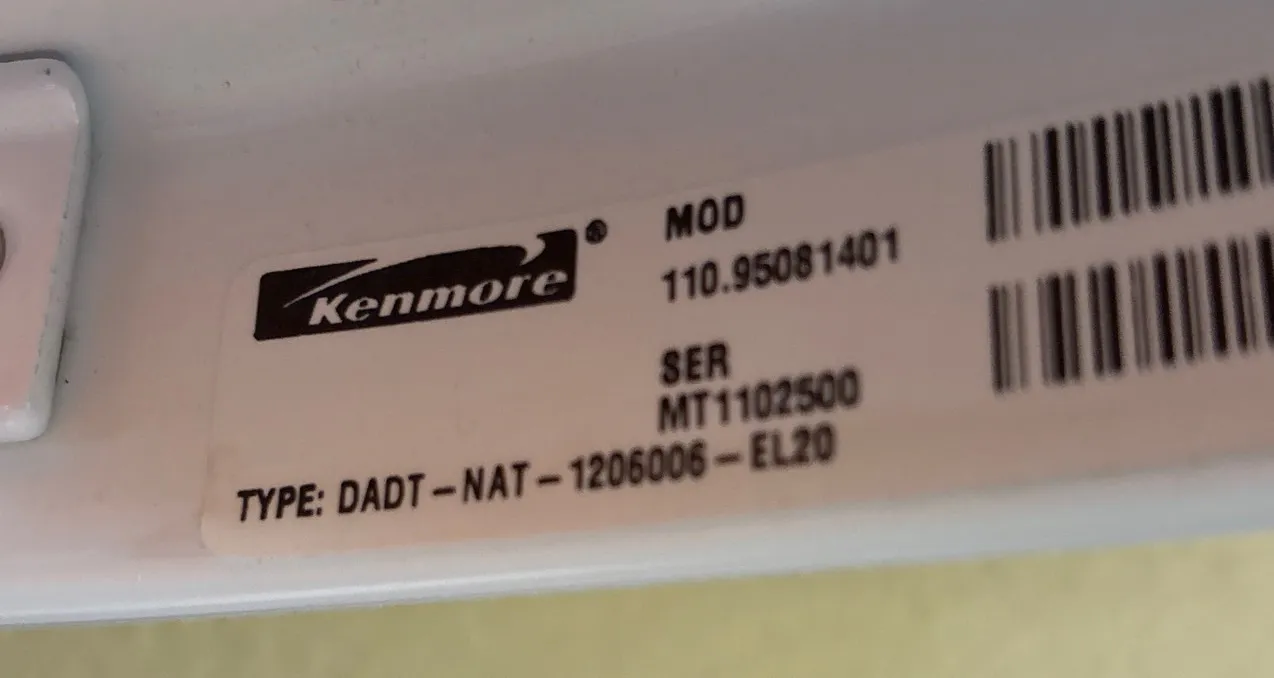 Kenmore®
MOD
110.95081401
SER
MT1102500
TYPE: DADT-NAT-1206006-EL20